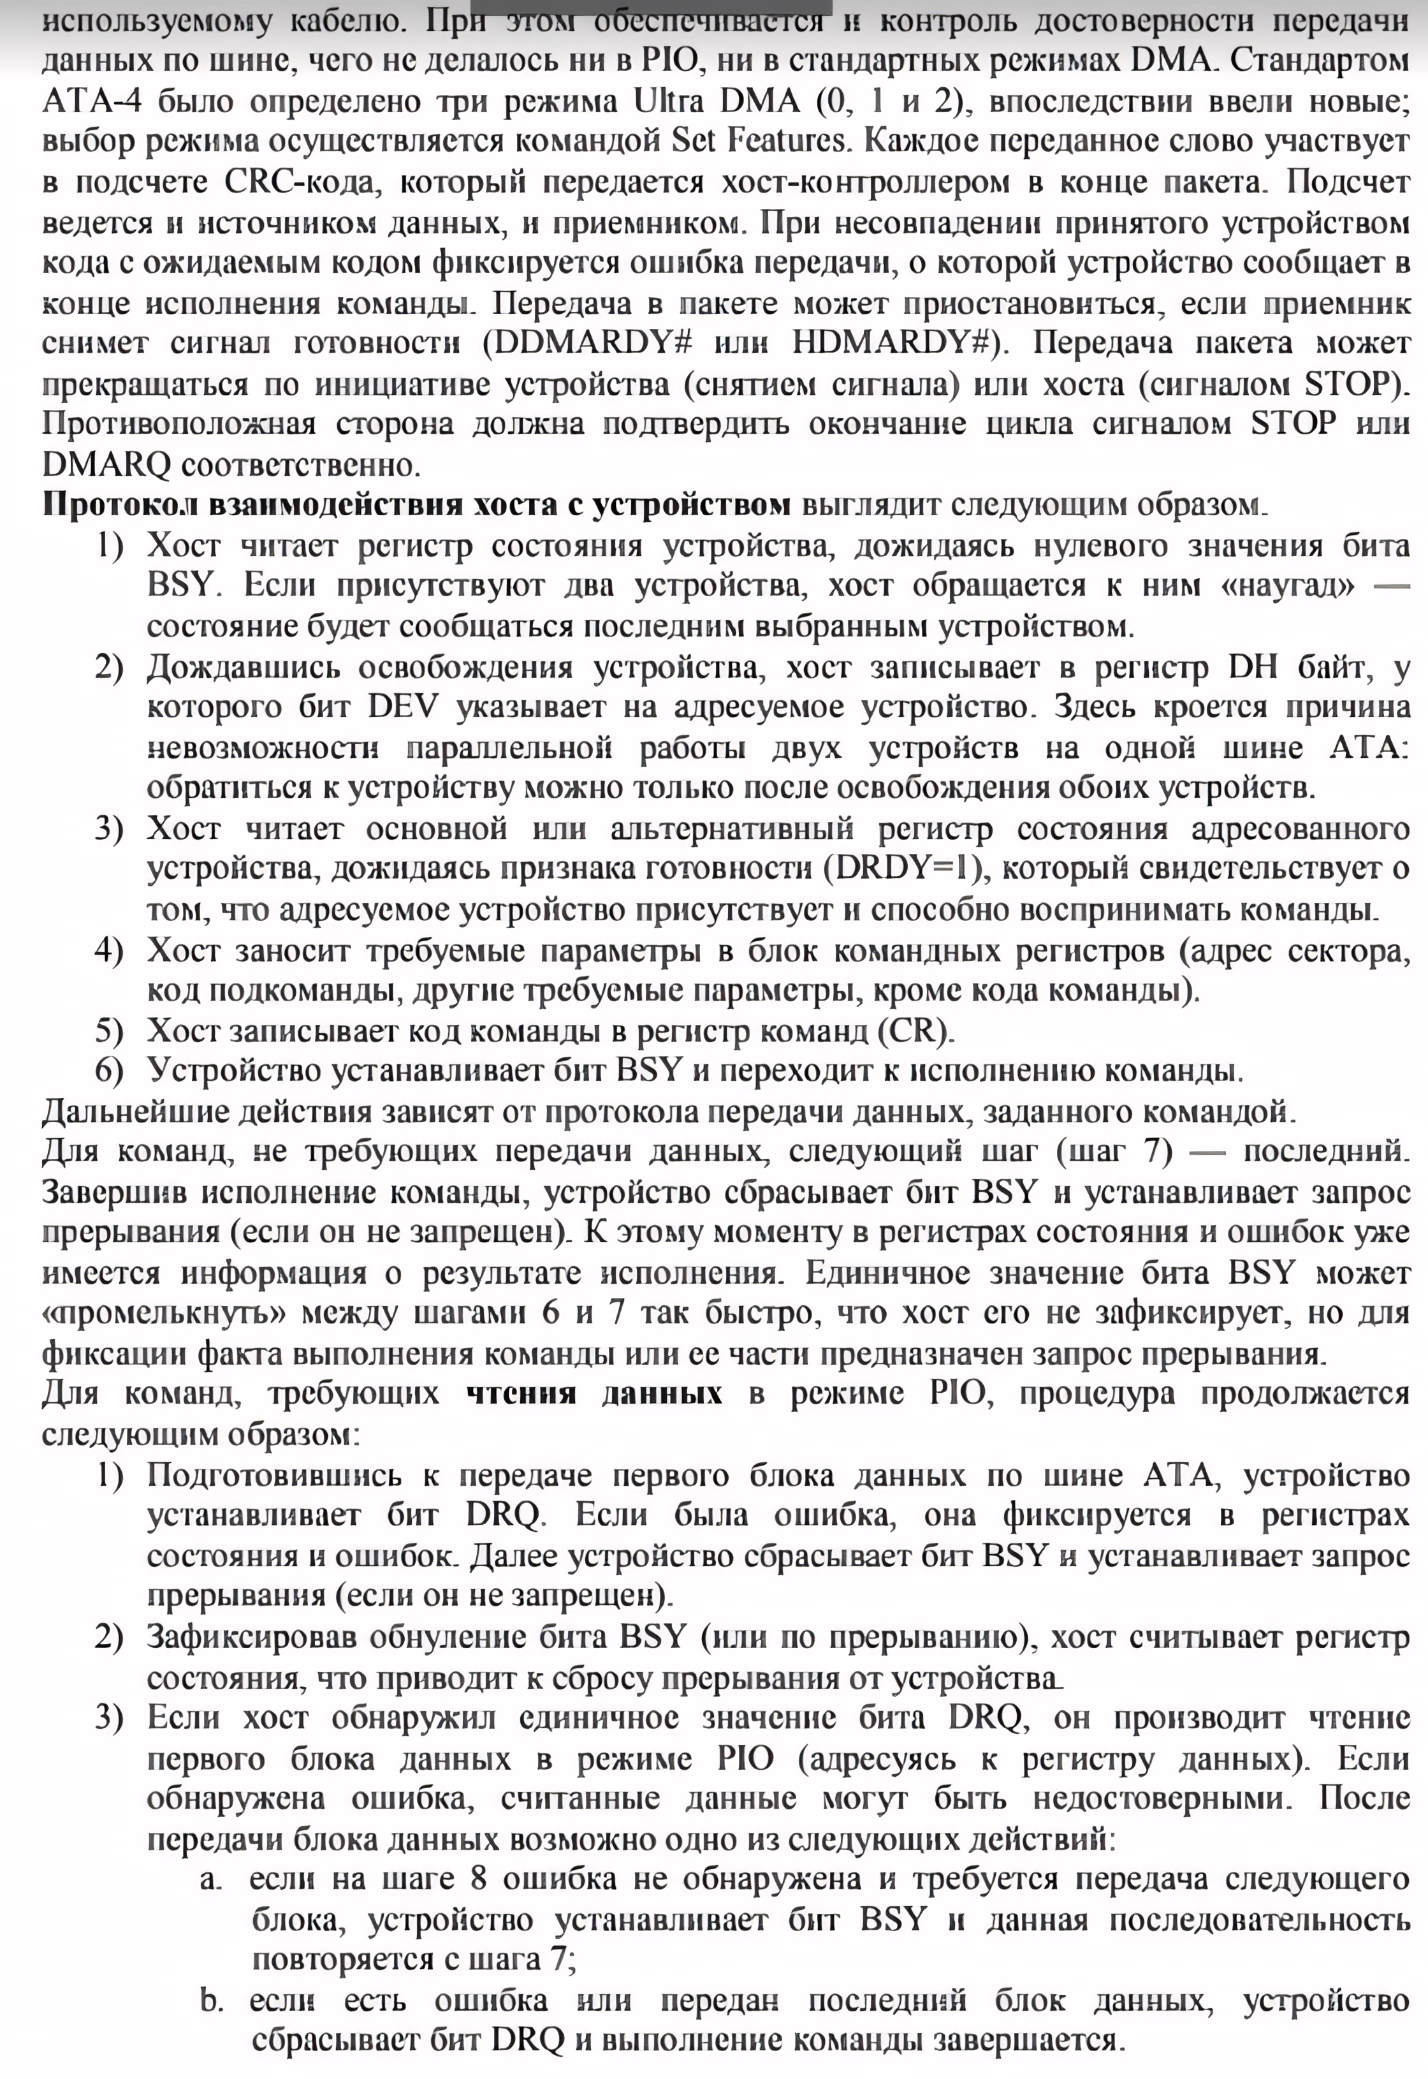 используемому кабелю. При этом обеспечивается и контроль достоверности передачи
данных по шине, чего не делалось ни в PIO, ни в стандартных режимах DMA. Стандартом
АТА-4 было определено три режима Ultra DMA (0, 1 и 2), впоследствии ввели новые;
выбор режима осуществляется командой Set Features. Каждое переданное слово участвует
в подсчете CRC-кода, который передается хост-контроллером в конце пакета. Подсчет
ведется и источником данных, и приемником. При несовпадении принятого устройством
кода с ожидаемым кодом фиксируется ошибка передачи, о которой устройство сообщает в
конце исполнения команды. Передача в пакете может приостановиться, если приемник
снимет сигнал готовности (DDMARDY# или HDMARDY#). Передача пакета может
прекращаться по инициативе устройства (снятием сигнала) или хоста (сигналом STOP).
Противоположная сторона должна подтвердить окончание цикла сигналом STOP или
DMARQ соответственно.
Протокол взаимодействия хоста с устройством выглядит следующим образом.
1) Хост читает регистр состояния устройства, дожидаясь нулевого значения бита
BSY. Если присутствуют два устройства, хост обращается к ним «наугад» —
состояние будет сообщаться последним выбранным устройством.
2) Дождавшись освобождения устройства, хост записывает в регистр DH байт, у
которого бит DEV указывает на адресуемое устройство. Здесь кроется причина
невозможности параллельной работы двух устройств на одной шине АТА:
обратиться к устройству можно только после освобождения обоих устройств.
3) Хост читает основной или альтернативный регистр состояния адресованного
устройства, дожидаясь признака готовности (DRDY=1), который свидетельствует о
том, что адресуемое устройство присутствует и способно воспринимать команды.
4) Хост заносит требуемые параметры в блок командных регистров (адрес сектора,
код подкоманды, другие требуемые параметры, кроме кода команды).
5) Хост записывает код команды в регистр команд (CR).
6) Устройство устанавливает бит BSY и переходит к исполнению команды.
Дальнейшие действия зависят от протокола передачи данных, заданного командой.
Для команд, не требующих передачи данных, следующий шаг (шаг 7) — последний.
Завершив исполнение команды, устройство сбрасывает бит BSY и устанавливает запрос
прерывания (если он не запрещен). К этому моменту в регистрах состояния и ошибок уже
имеется информация о результате исполнения. Единичное значение бита BSY может
«промелькнуть» между шагами 6 и 7 так быстро, что хост его не зафиксирует, но для
фиксации факта выполнения команды или ее части предназначен запрос прерывания.
Для команд, требующих чтения данных в режиме PIO, процедура продолжается
следующим образом:
1) Подготовившись к передаче первого блока данных по шине АТА, устройство
устанавливает бит DRQ. Если была ошибка, она фиксируется в регистрах
состояния и ошибок. Далее устройство сбрасывает бит BSY и устанавливает запрос
прерывания (если он не запрещен).
2) Зафиксировав обнуление бита BSY (или по прерыванию), хост считывает регистр
состояния, что приводит к сбросу прерывания от устройства.
3) Если хост обнаружил единичное значение бита DRQ, он производит чтение
первого блока данных в режиме PIO (адресуясь к регистру данных). Если
обнаружена ошибка, считанные данные могут быть недостоверными. После
передачи блока данных возможно одно из следующих действий:
a. если на шаге 8 ошибка не обнаружена и требуется передача следующего
блока, устройство устанавливает бит BSY и данная последовательность
повторяется с шага 7;
b. если есть ошибка или передан последний блок данных, устройство
сбрасывает бит DRQ и выполнение команды завершается.